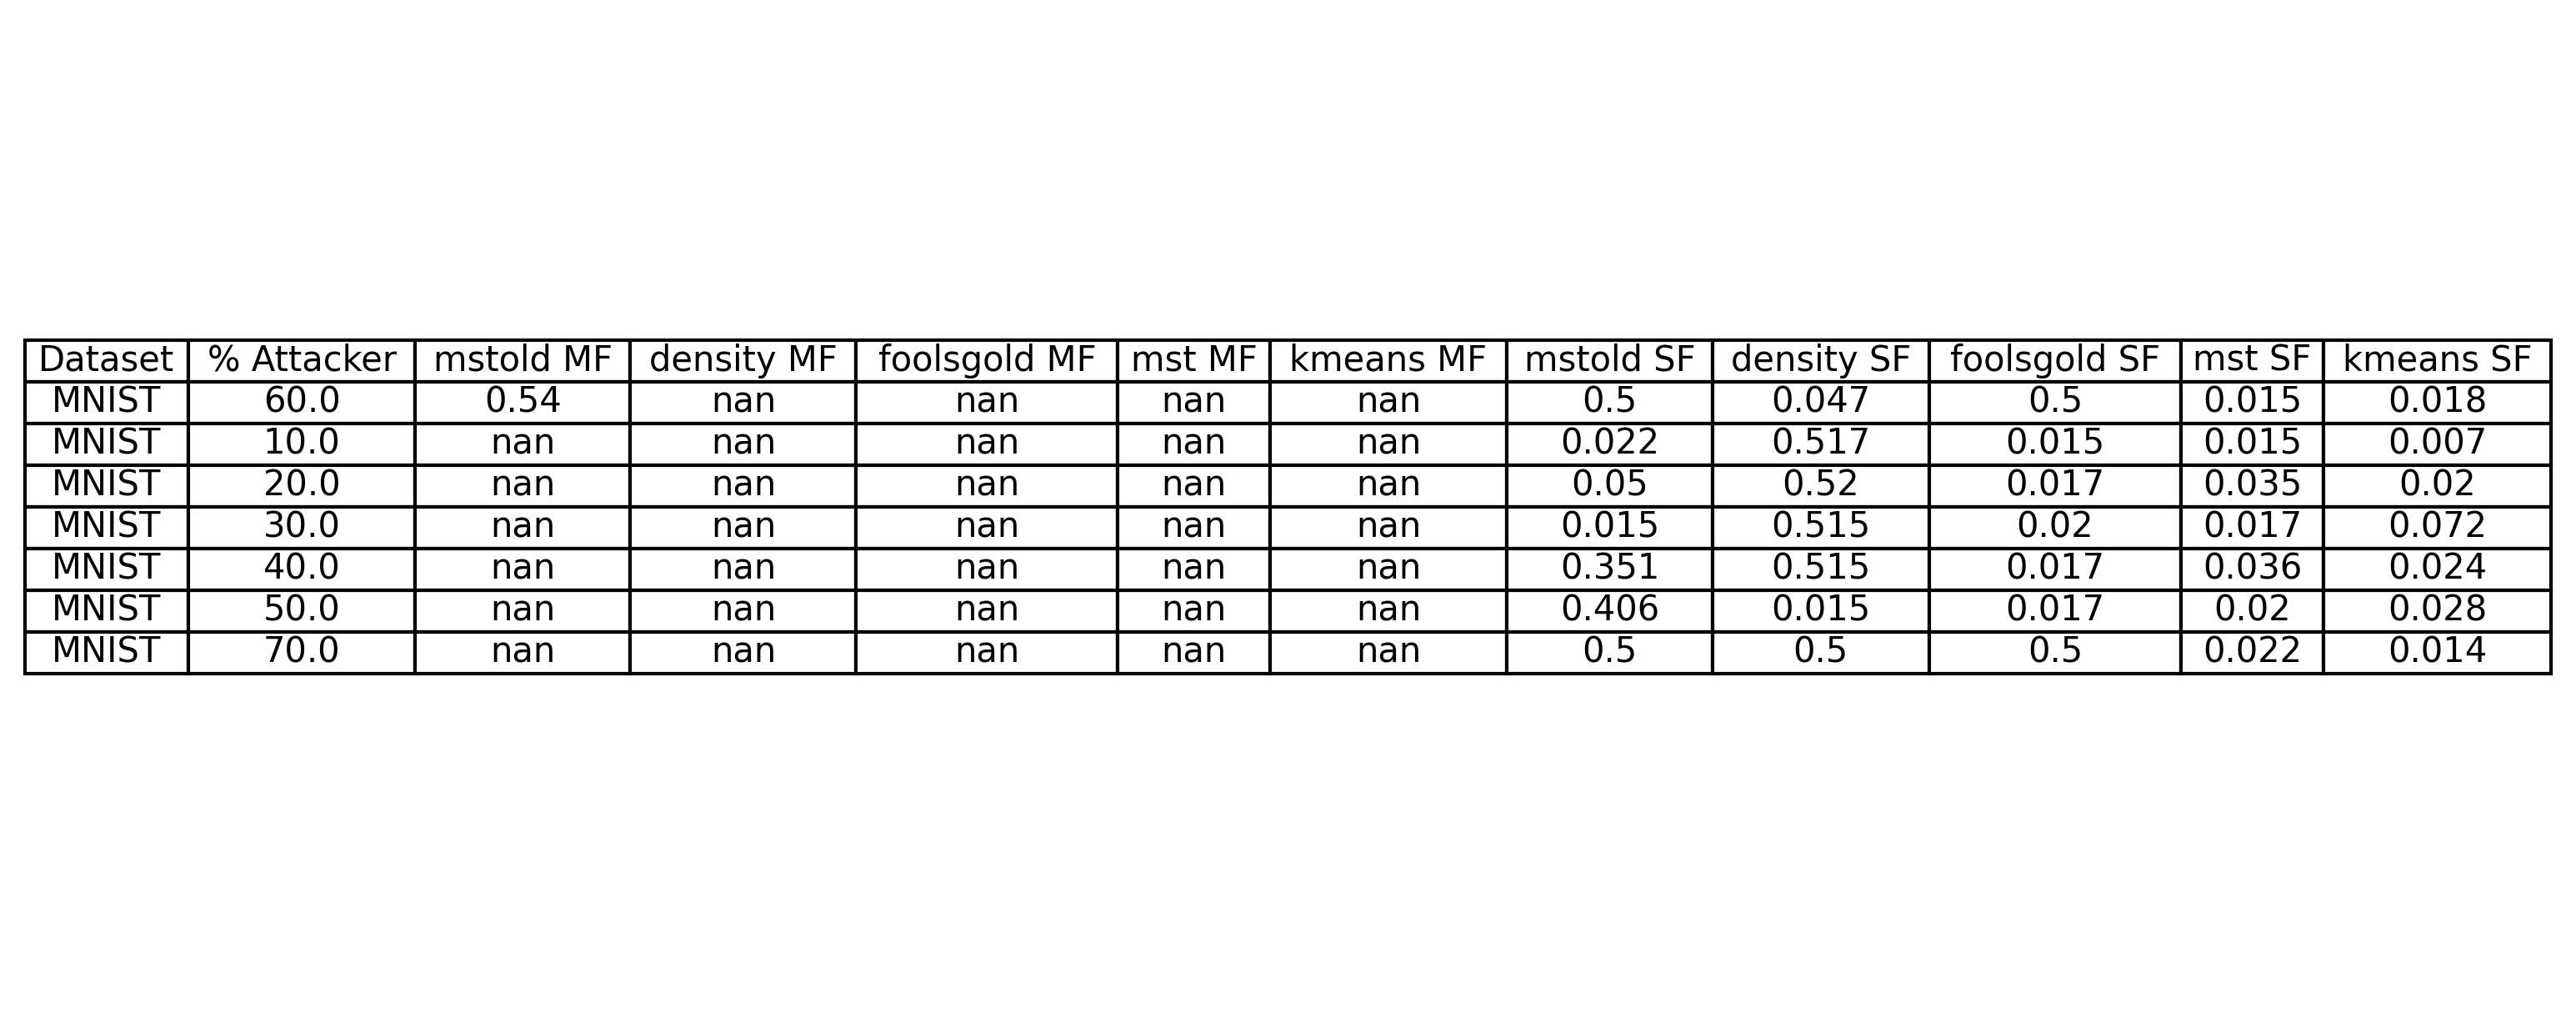 Dataset % Attacker mstold MF density MF foolsgold MF mst MF kmeans MF mstold SF density SF foolsgold SF mst SF kmeans SF
MNIST 60.0 0.54 nan nan nan nan 0.5 0.047 0.5 0.015 0.018
MNIST 10.0 nan nan nan nan nan 0.022 0.517 0.015 0.015 0.007
MNIST 20.0 nan nan nan nan nan 0.05 0.52 0.017 0.035 0.02
MNIST 30.0 nan nan nan nan nan 0.015 0.515 0.02 0.017 0.072
MNIST 40.0 nan nan nan nan nan 0.351 0.515 0.017 0.036 0.024
MNIST 50.0 nan nan nan nan nan 0.406 0.015 0.017 0.02 0.028
MNIST 70.0 nan nan nan nan nan 0.5 0.5 0.5 0.022 0.014